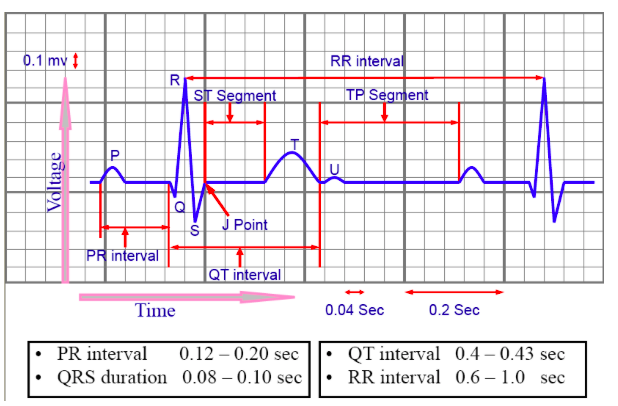 0.1 mv
RR interval
R
ST Segment
TP Segment
P
T
U
Voltage
Q
S
J Point
PR interval
QT interval
Time
0.04 Sec
0.2 Sec
• PR interval 0.12 – 0.20 sec
• QRS duration 0.08 – 0.10 sec
• QT interval 0.4 – 0.43 sec
• RR interval 0.6 – 1.0 sec